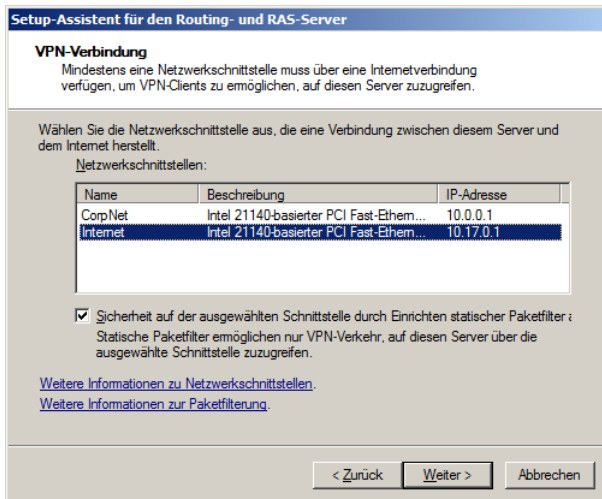 Setup-Assistent für den Routing- und RAS-Server
VPN-Verbindung
Mindestens eine Netzwerkschnittstelle muss über eine Internetverbindung
verfügen, um VPN-Clients zu ermöglichen, auf diesen Server zuzugreifen.
Wählen Sie die Netzwerkschnittstelle aus, die eine Verbindung zwischen diesem Server und
dem Internet herstellt.
Netzwerkschnittstellen:
Name Beschreibung IP-Adresse
CorpNet Intel 21140-basierter PCI Fast-Ethern... 10.0.0.1
Internet Intel 21140-basierter PCI Fast-Ethern... 10.17.0.1
Sicherheit auf der ausgewählten Schnittstelle durch Einrichten statischer Paketfilter
Statische Paketfilter ermöglichen nur VPN-Verkehr, auf diesen Server über die
ausgewählte Schnittstelle zuzugreifen.
Weitere Informationen zu Netzwerkschnittstellen.
Weitere Informationen zur Paketfilterung.
< Zurück Weiter > Abbrechen